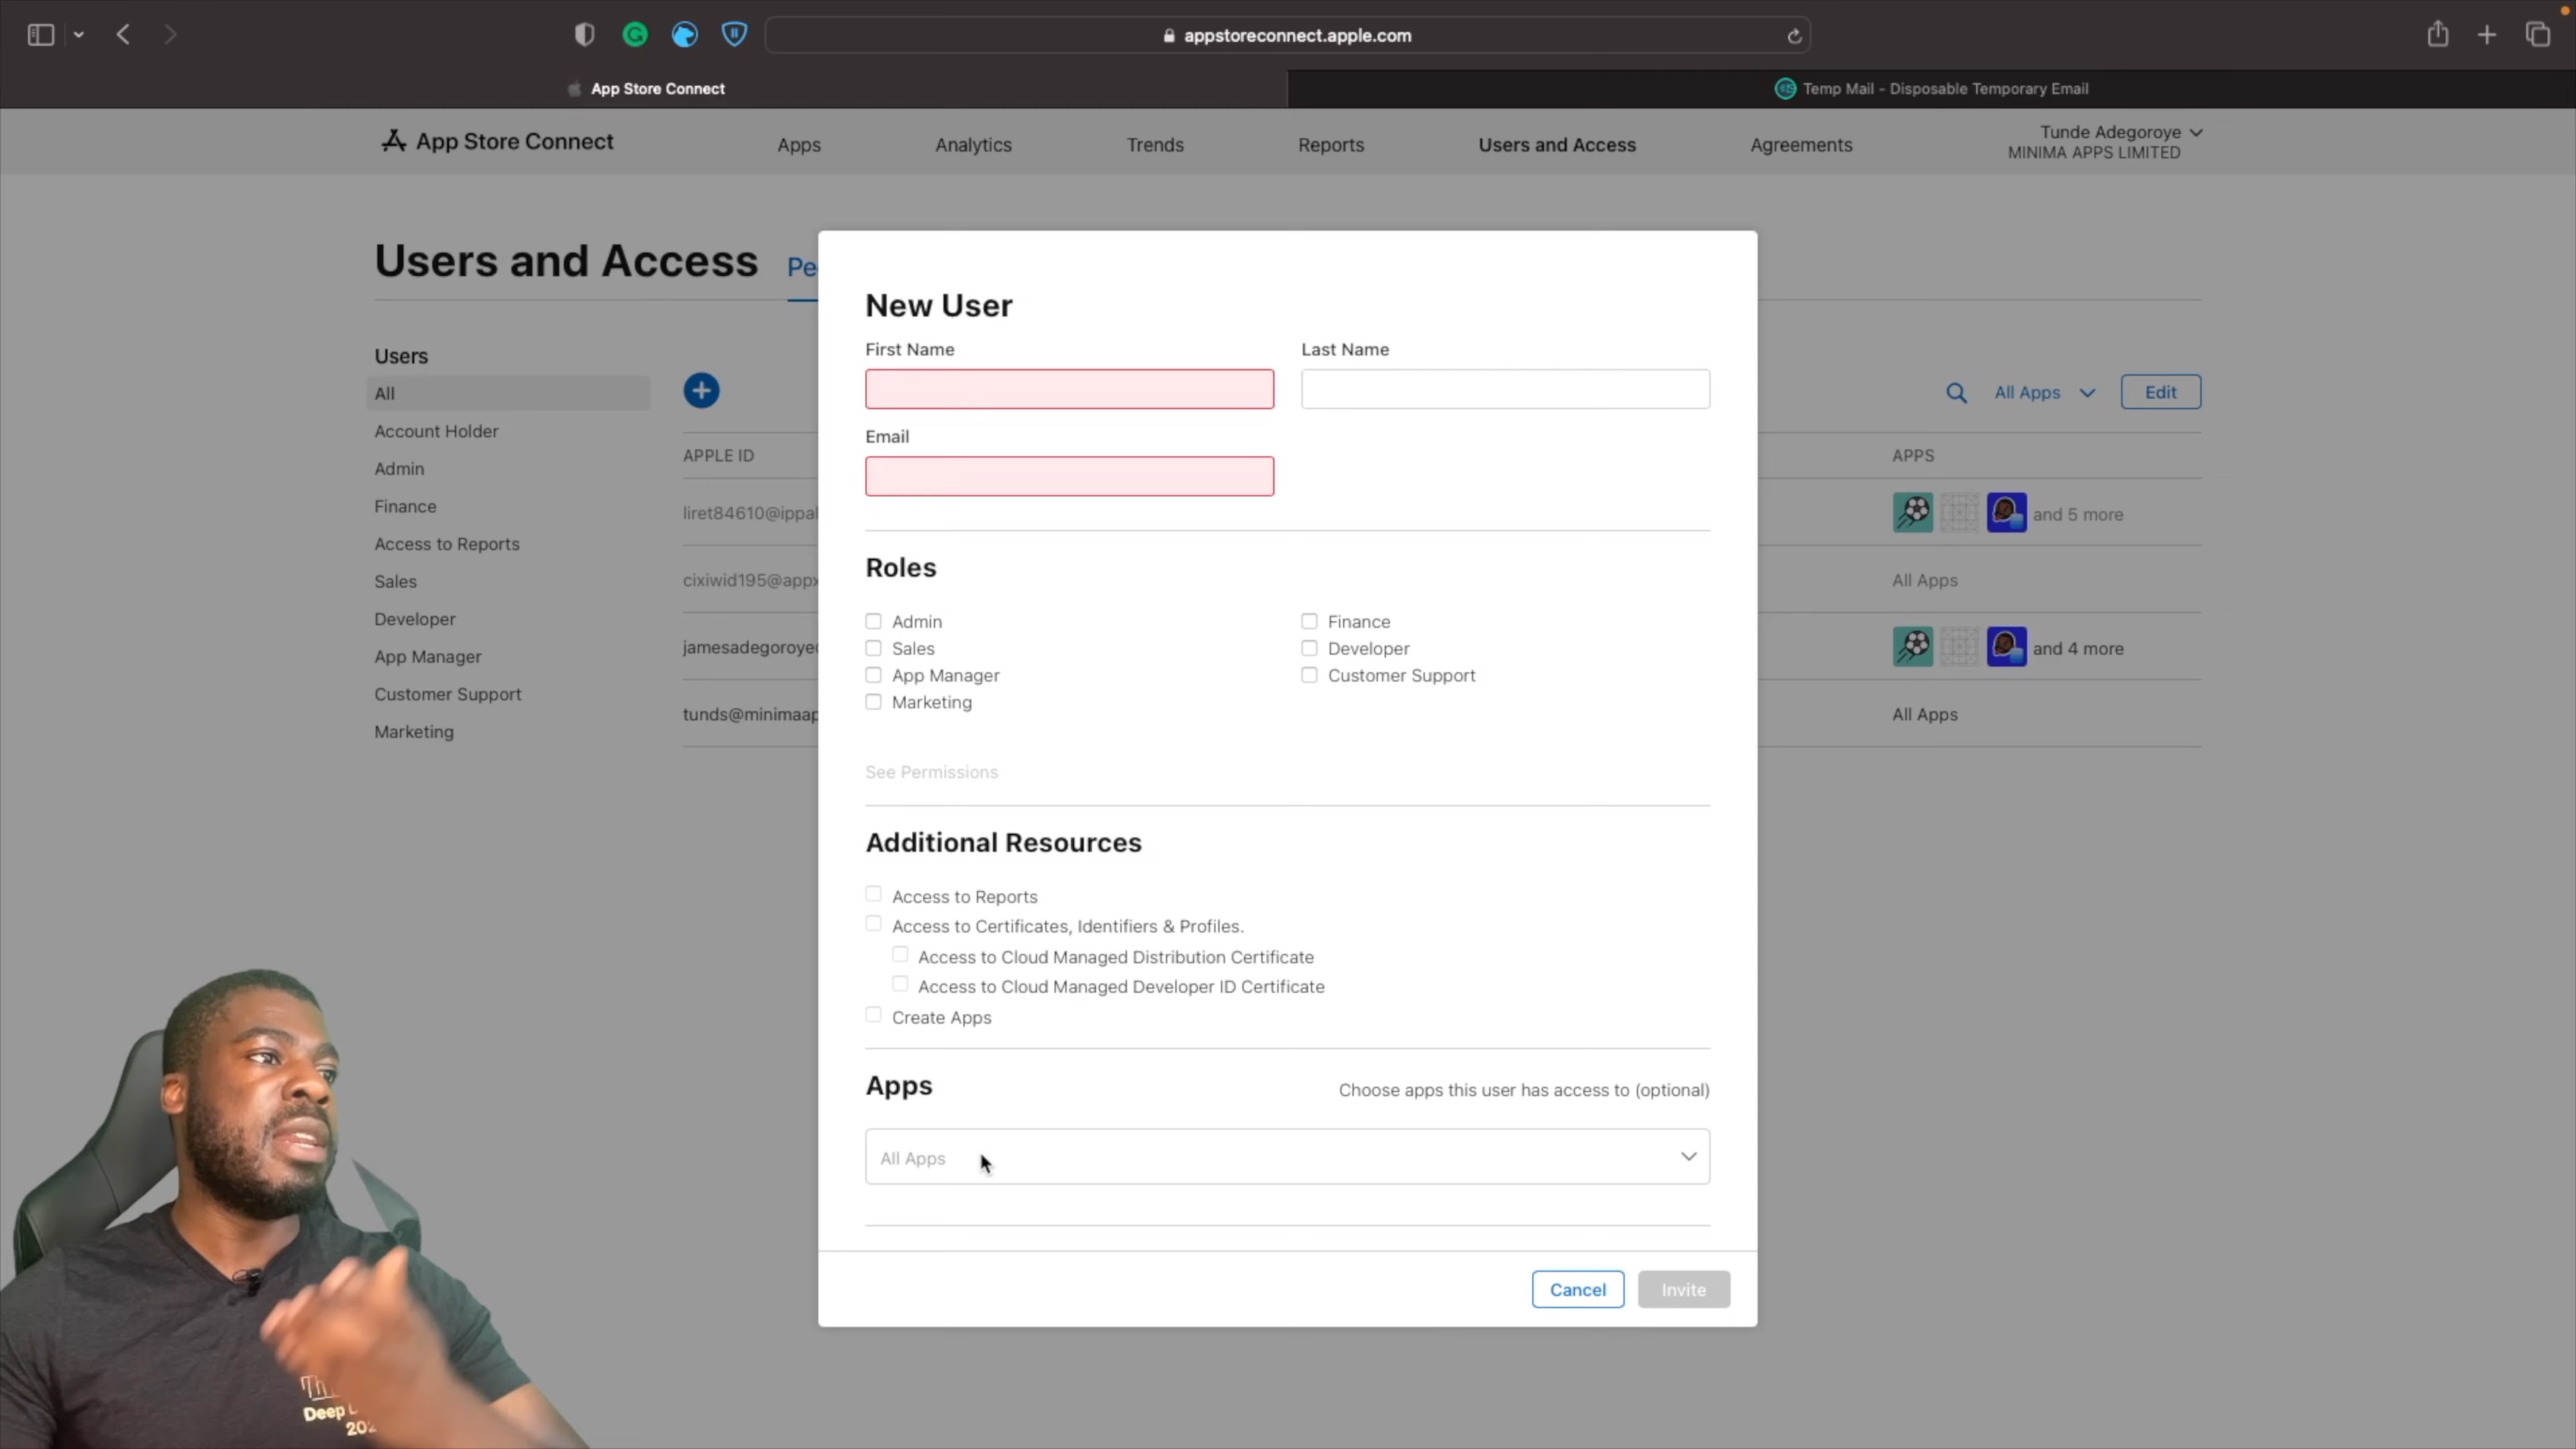 appstoreconnect.apple.com
App Store Connect
Temp Mail - Disposable Temporary Email
App Store Connect
Apps
Analytics
Trends
Reports
Users and Access
Agreements
Tunde Adegoroye
MINIMA APPS LIMITED
Users and Access
Pe
Users
All
Account Holder
Admin
Finance
Access to Reports
Sales
Developer
App Manager
Customer Support
Marketing
APPLE ID
liret84610@ippal
cixiwid195@appx
jamesadegoroye
tunds@minimaap
New User
First Name
Last Name
Email
Roles
Admin
Finance
Sales
Developer
App Manager
Customer Support
Marketing
See Permissions
Additional Resources
Access to Reports
Access to Certificates, Identifiers & Profiles.
Access to Cloud Managed Distribution Certificate
Access to Cloud Managed Developer ID Certificate
Create Apps
Apps
Choose apps this user has access to (optional)
All Apps
Cancel
Invite
All Apps
Edit
APPS
and 5 more
All Apps
and 4 more
All Apps
Deep